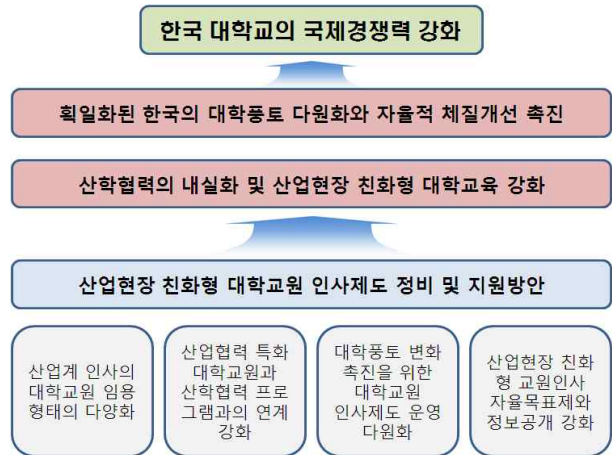 한국 대학교의 국제경쟁력 강화
획일화된 한국의 대학풍토 다원화와 자율적 체질개선 촉진
산학협력의 내실화 및 산업현장 친화형 대학교육 강화
산업현장 친화형 대학교원 인사제도 정비 및 지원방안
산업계 인사의
대학교원 임용
형태의 다양화
산업협력 특화
대학교원과
산학협력 프로
그램과의 연계
강화
대학풍토 변화
촉진을 위한
대학교원
인사제도 운영
다원화
산업현장 친화
형 교원인사
자율목표제와
정보공개 강화